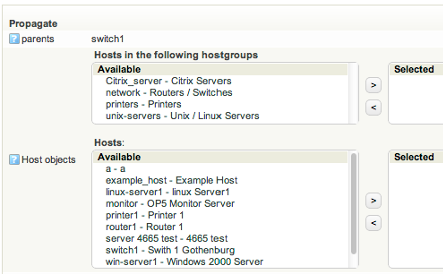 Propagate
? parents switch1
Hosts in the following hostgroups
Available Selected
Citrix_server - Citrix Servers
network - Routers / Switches
> 
printers - Printers
unix-servers - Unix / Linux Servers
<
Hosts:
? Host objects
Available Selected
a - a
example_host - Example Host
linux-server1 - linux Server1
monitor - OP5 Monitor Server
printer1 - Printer 1
>
router1 - Router 1
server 4665 test - 4665 test
<
switch1 - Swith 1 Gothenburg
win-server1 - Windows 2000 Server